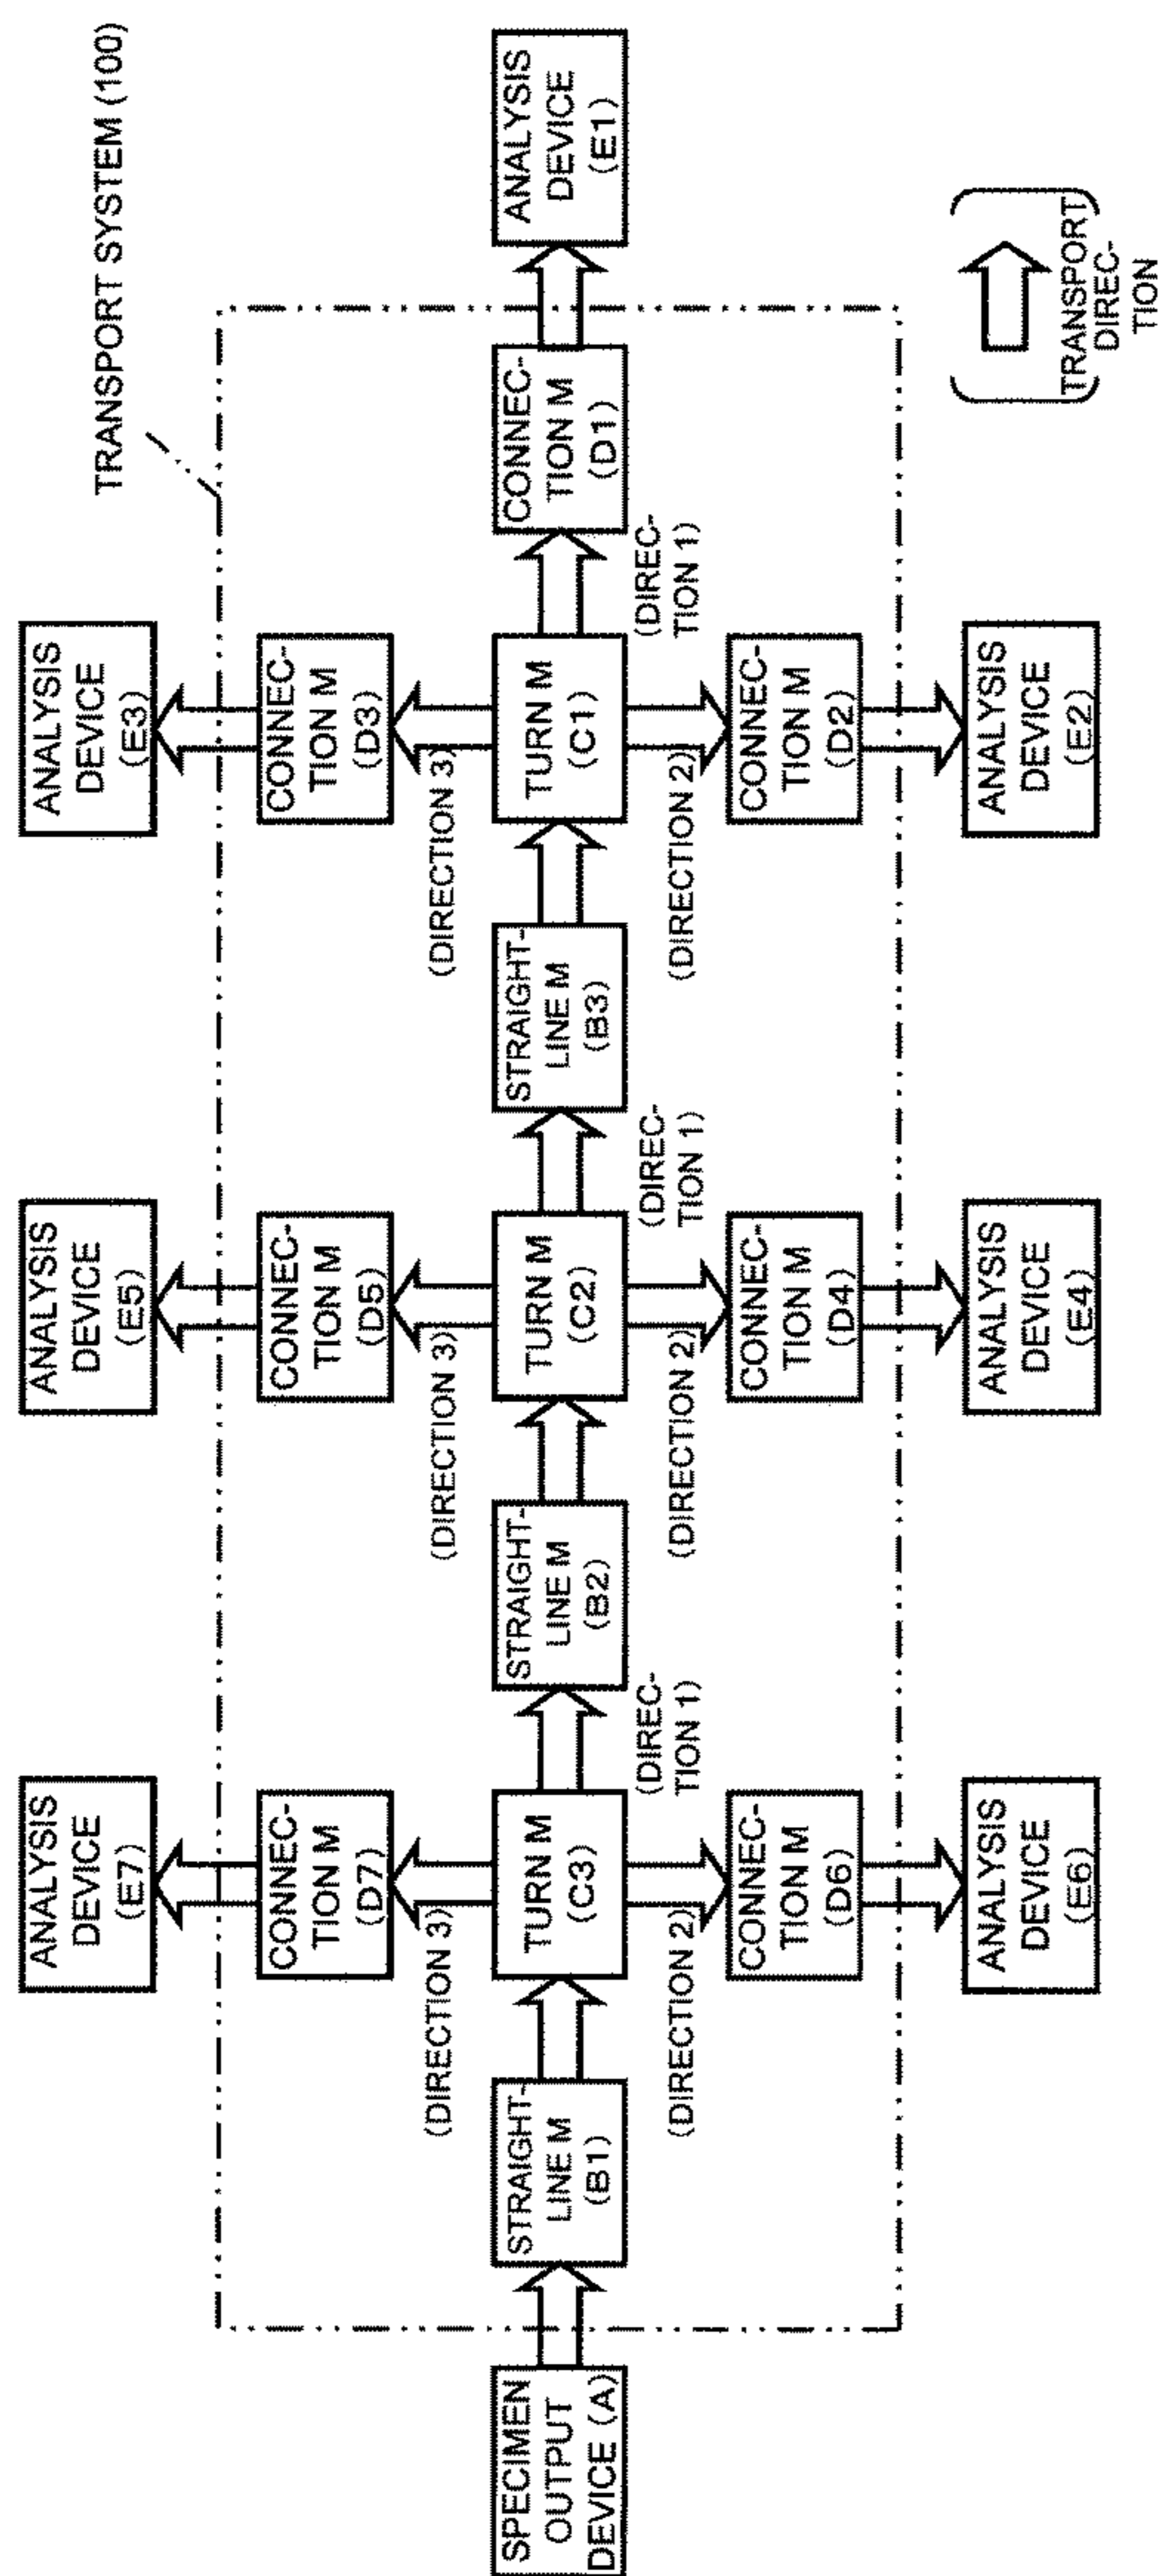 TRANSPORT SYSTEM (100)
ANALYSIS
DEVICE
(E7)
ANALYSIS
DEVICE
(E5)
ANALYSIS
DEVICE
(E3)
CONNEC-
TION M
(D7)
CONNEC-
TION M
(D5)
CONNEC-
TION M
(D3)
(DIRECTION 3)
(DIRECTION 3)
(DIRECTION 3)
SPECIMEN
OUTPUT
DEVICE (A)
STRAIGHT-
LINE M
(B1)
TURN M
(C3)
STRAIGHT-
LINE M
(B2)
TURN M
(C2)
STRAIGHT-
LINE M
(B3)
TURN M
(C1)
CONNEC-
TION M
(D1)
ANALYSIS
DEVICE
(E1)
(DIREC-
TION 1)
(DIREC-
TION 1)
(DIREC-
TION 1)
(DIRECTION 2)
(DIRECTION 2)
(DIRECTION 2)
CONNEC-
TION M
(D6)
CONNEC-
TION M
(D4)
CONNEC-
TION M
(D2)
ANALYSIS
DEVICE
(E6)
ANALYSIS
DEVICE
(E4)
ANALYSIS
DEVICE
(E2)
TRANSPORT
DIREC-
TION